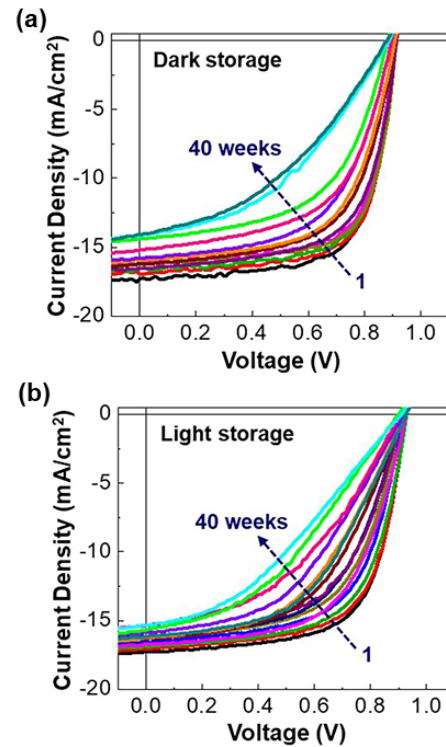 (a)
0
-5
-10
-15
-20
Current Density (mA/cm²)
Dark storage
40 weeks
1
0.0 0.2 0.4 0.6 0.8 1.0
Voltage (V)
(b)
0
-5
-10
-15
-20
Current Density (mA/cm²)
Light storage
40 weeks
1
0.0 0.2 0.4 0.6 0.8 1.0
Voltage (V)